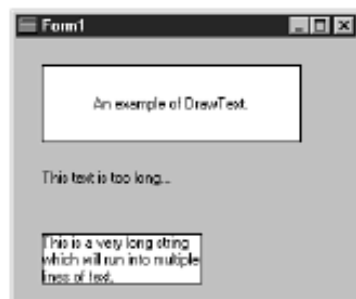 Form1
An example of DrawText.
This text is too long...
This is a very long string
which will run into multiple
lines of text.